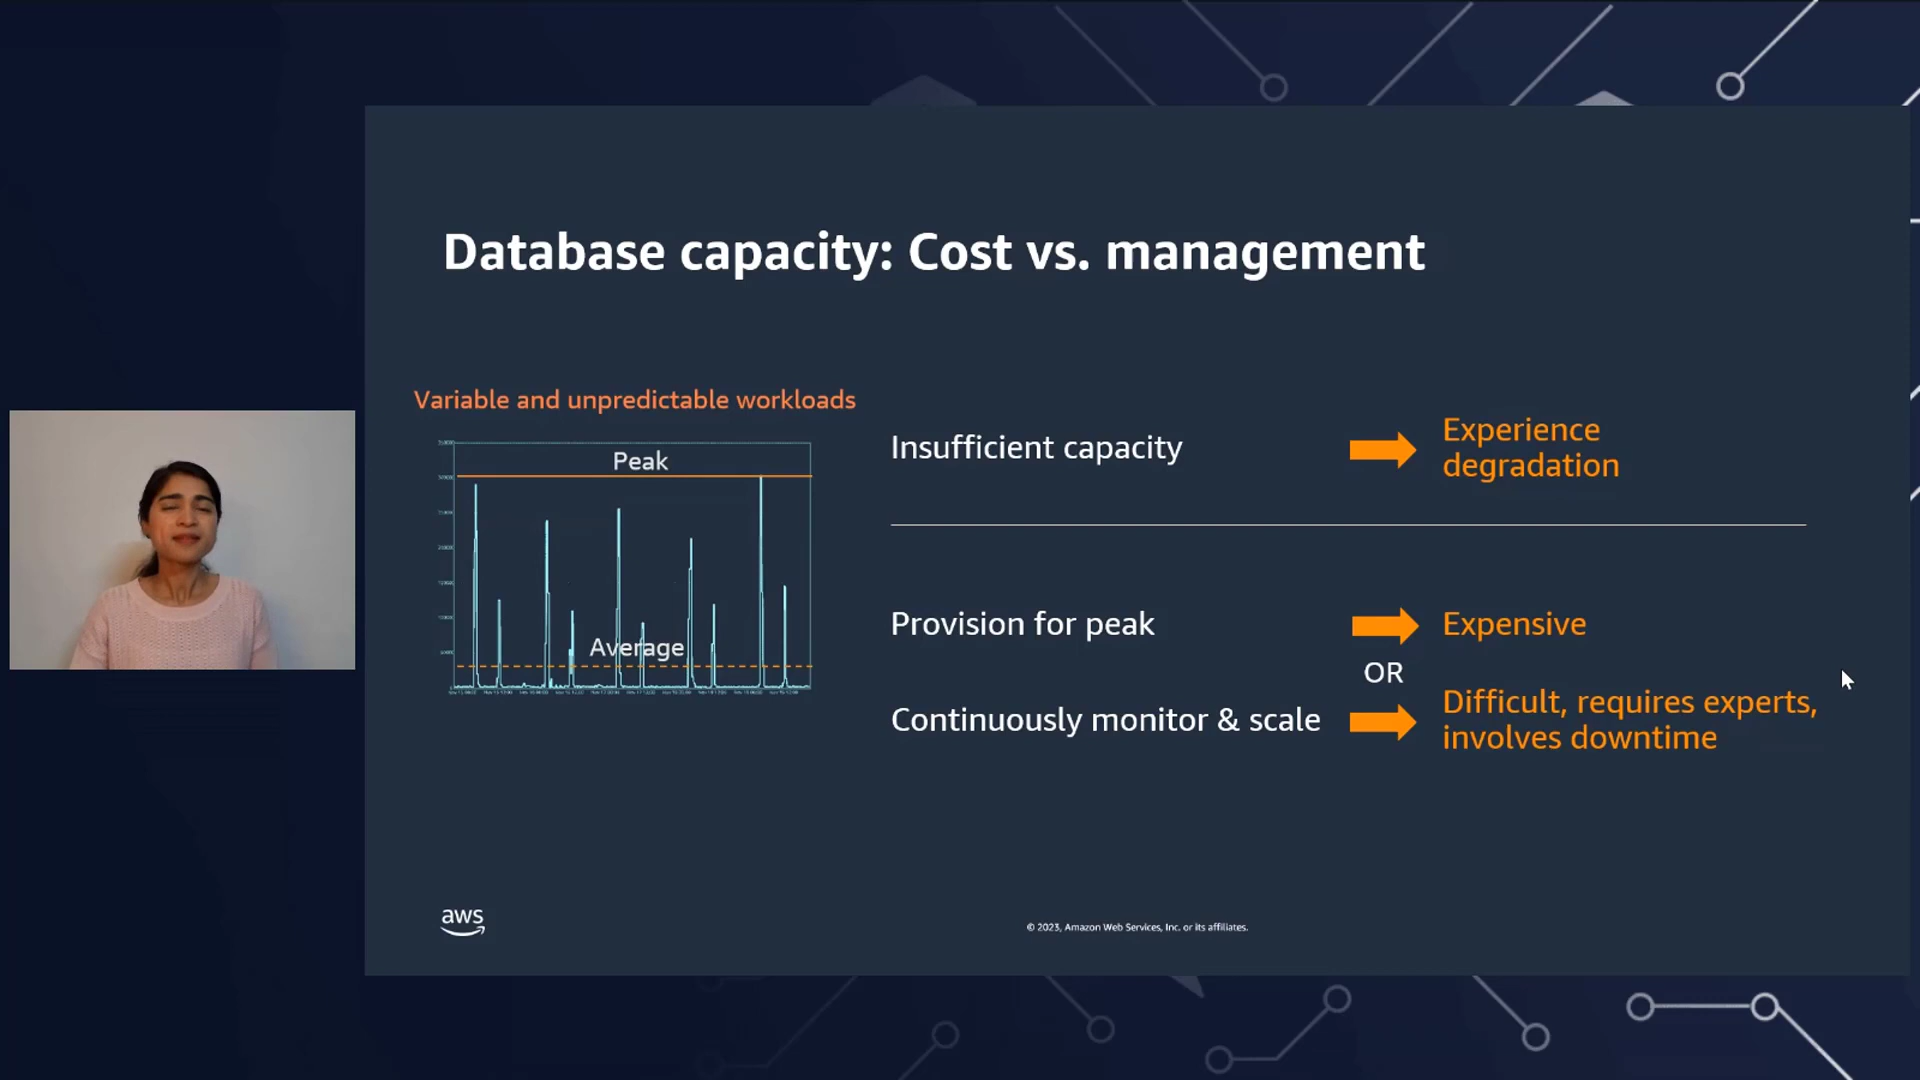 Database capacity: Cost vs. management
Variable and unpredictable workloads
Peak
Average
Insufficient capacity
Experience
degradation
Provision for peak
Expensive
OR
Continuously monitor & scale
Difficult, requires experts,
involves downtime
aws
© 2023, Amazon Web Services, Inc. or its affiliates.